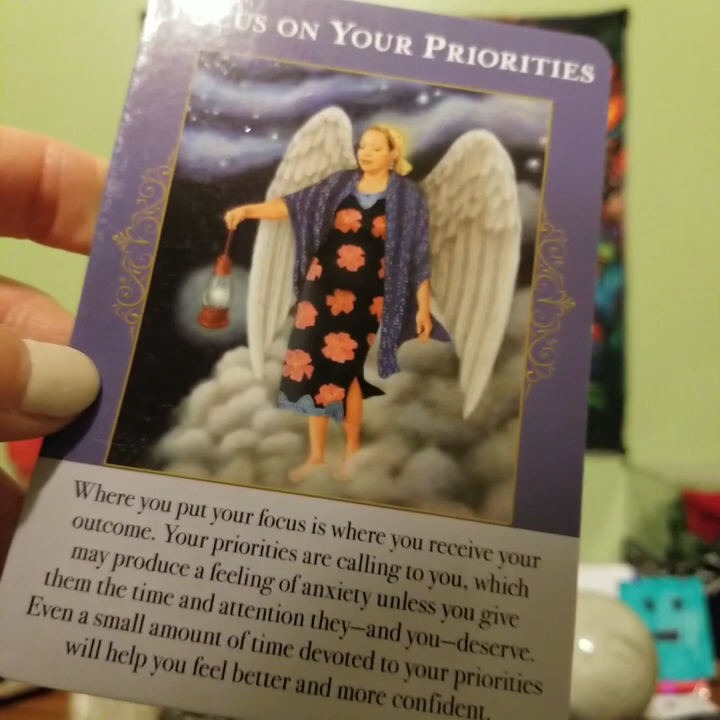 Focus on Your Priorities
Where you put your focus is where you receive your
outcome. Your priorities are calling to you, which
may produce a feeling of anxiety unless you give
them the time and attention they—and you—deserve.
Even a small amount of time devoted to your priorities
will help you feel better and more confident.